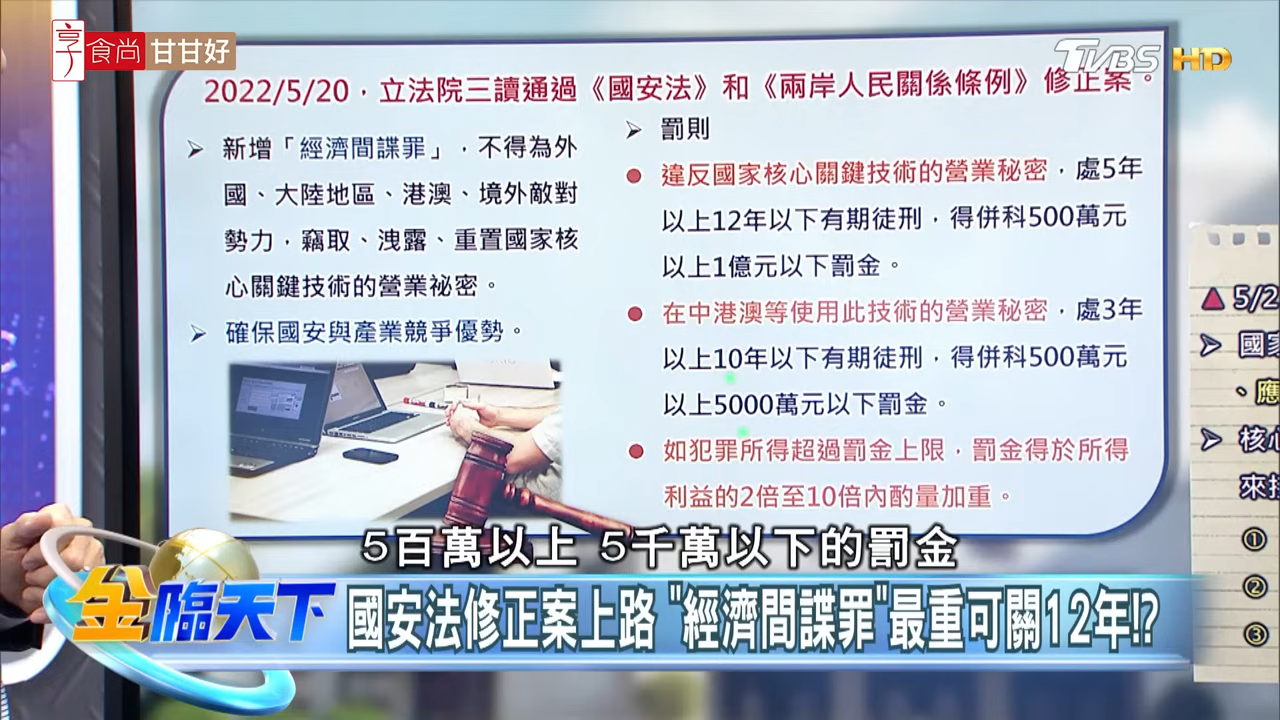 享
食尚
甘甘好
TVBS HD
2022/5/20，立法院三讀通過《國安法》和《兩岸人民關係條例》修正案。
➢ 新增「經濟間諜罪」，不得為外
國、大陸地區、港澳、境外敵對
勢力，竊取、洩露、重置國家核
心關鍵技術的營業祕密。
➢ 確保國安與產業競爭優勢。
➢ 罰則
● 違反國家核心關鍵技術的營業秘密，處5年
以上12年以下有期徒刑，得併科500萬元
以上1億元以下罰金。
● 在中港澳等使用此技術的營業秘密，處3年
以上10年以下有期徒刑，得併科500萬元
以上5000萬元以下罰金。
● 如犯罪所得超過罰金上限，罰金得於所得
利益的2倍至10倍內酌量加重。
▲ 5/2
➢ 國家
、應
➢ 核心
①
②
③
5百萬以上 5千萬以下的罰金
金臨天下
國安法修正案上路 "經濟間諜罪"最重可關12年!?